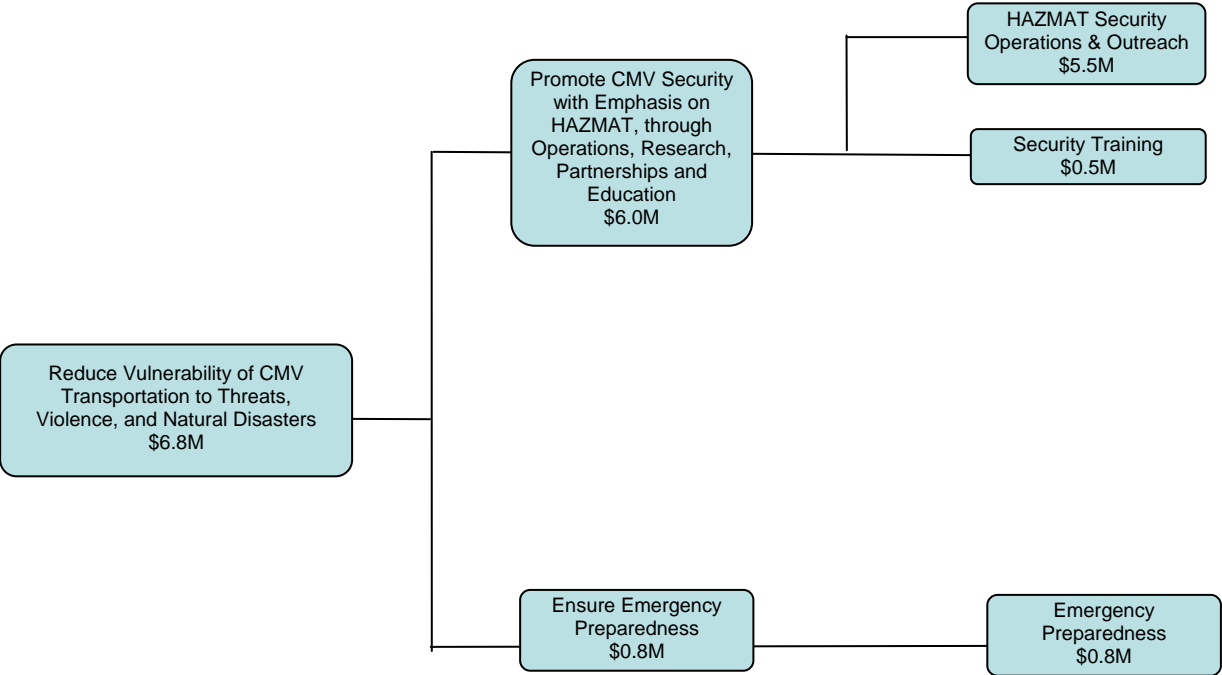 HAZMAT Security
Operations & Outreach
$5.5M
Promote CMV Security
with Emphasis on
HAZMAT, through
Operations, Research,
Partnerships and
Education
$6.0M
Security Training
$0.5M
Reduce Vulnerability of CMV
Transportation to Threats,
Violence, and Natural Disasters
$6.8M
Ensure Emergency
Preparedness
$0.8M
Emergency
Preparedness
$0.8M